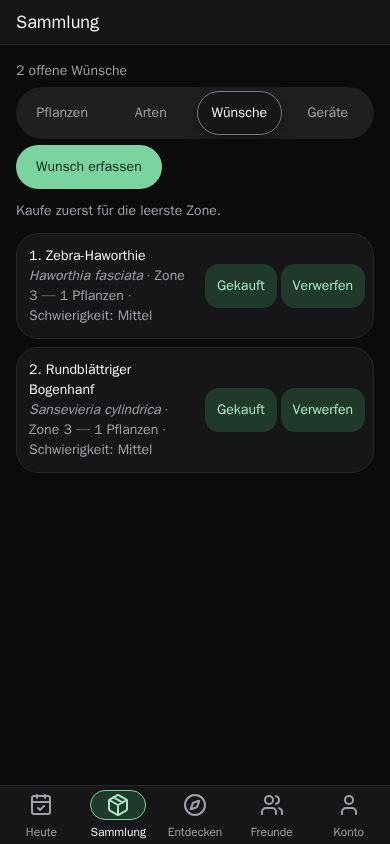 Sammlung
2 offene Wünsche
Pflanzen
Arten
Wünsche
Geräte
Wunsch erfassen
Kaufe zuerst für die leerste Zone.
1. Zebra-Haworthie
Haworthia fasciata · Zone
3 — 1 Pflanzen ·
Schwierigkeit: Mittel
Gekauft
Verwerfen
2. Rundblättriger
Bogenhanf
Sansevieria cylindrica ·
Zone 3 — 1 Pflanzen ·
Schwierigkeit: Mittel
Gekauft
Verwerfen
Heute
Sammlung
Entdecken
Freunde
Konto